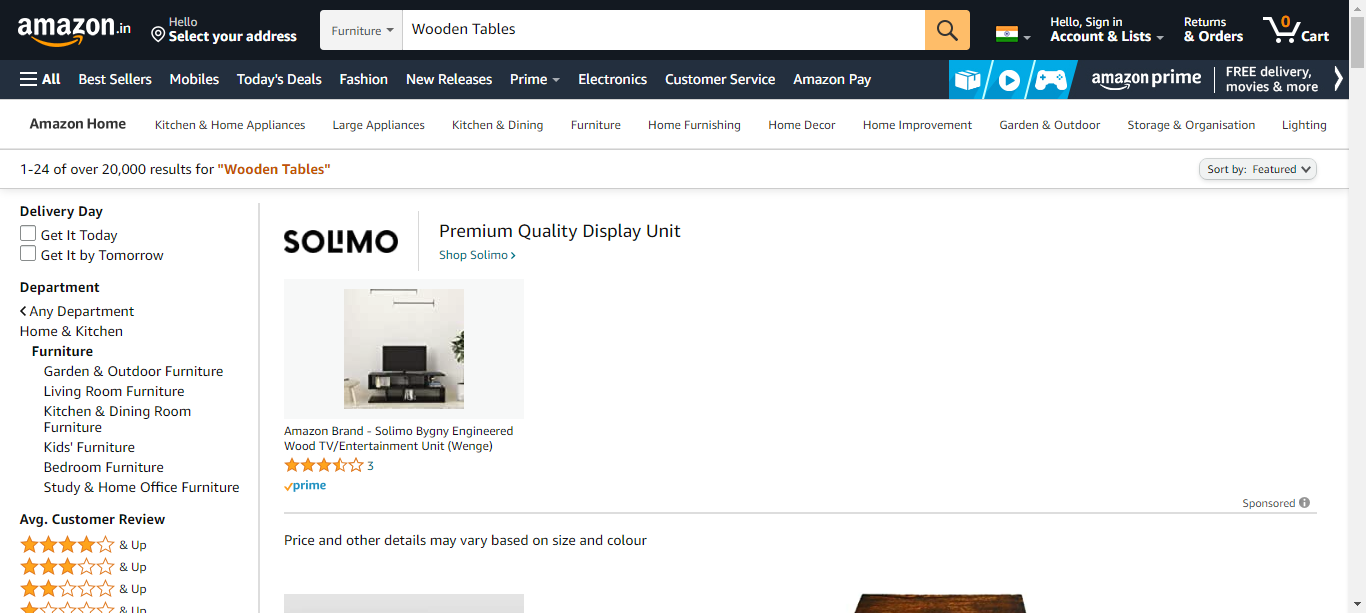 amazon.in
Hello
Select your address
Furniture
Wooden Tables
Hello, Sign in
Account & Lists
Returns
& Orders
0
Cart
All
Best Sellers
Mobiles
Today's Deals
Fashion
New Releases
Prime
Electronics
Customer Service
Amazon Pay
amazon prime
FREE delivery,
movies & more
Amazon Home
Kitchen & Home Appliances
Large Appliances
Kitchen & Dining
Furniture
Home Furnishing
Home Decor
Home Improvement
Garden & Outdoor
Storage & Organisation
Lighting
1-24 of over 20,000 results for "Wooden Tables"
Sort by: Featured
Delivery Day
Get It Today
Get It by Tomorrow
Department
Any Department
Home & Kitchen
Furniture
Garden & Outdoor Furniture
Living Room Furniture
Kitchen & Dining Room
Furniture
Kids' Furniture
Bedroom Furniture
Study & Home Office Furniture
Avg. Customer Review
& Up
& Up
& Up
& Up
SOLIMO
Premium Quality Display Unit
Shop Solimo ›
Amazon Brand - Solimo Bygny Engineered
Wood TV/Entertainment Unit (Wenge)
3
prime
Sponsored
Price and other details may vary based on size and colour